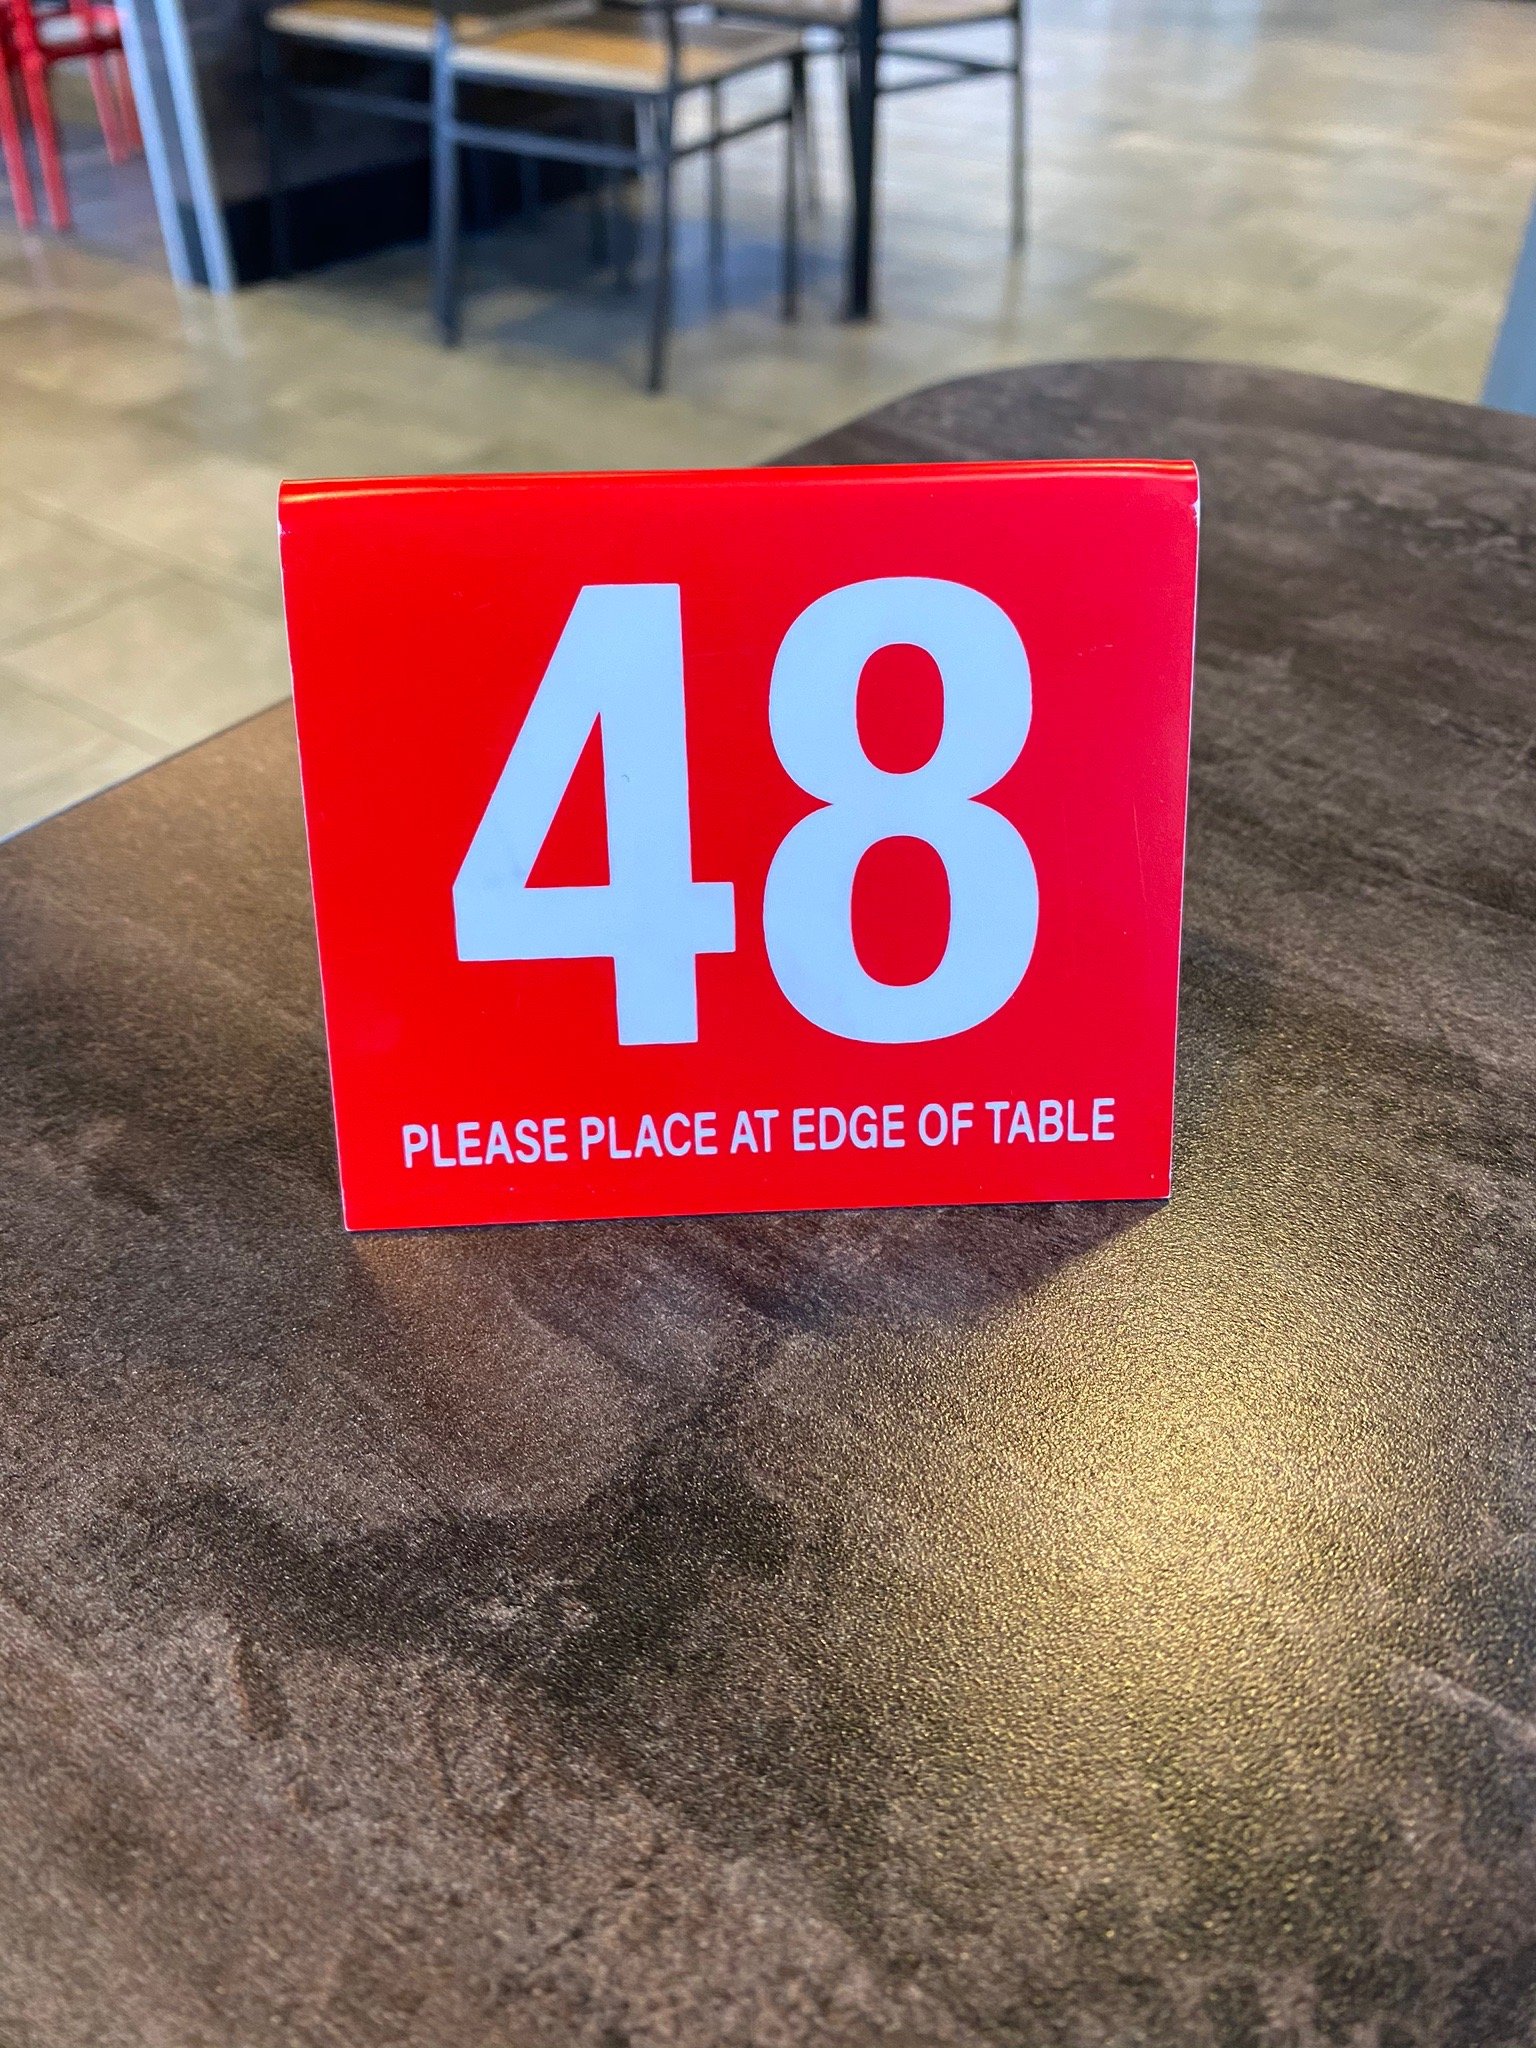 48
PLEASE PLACE AT EDGE OF TABLE